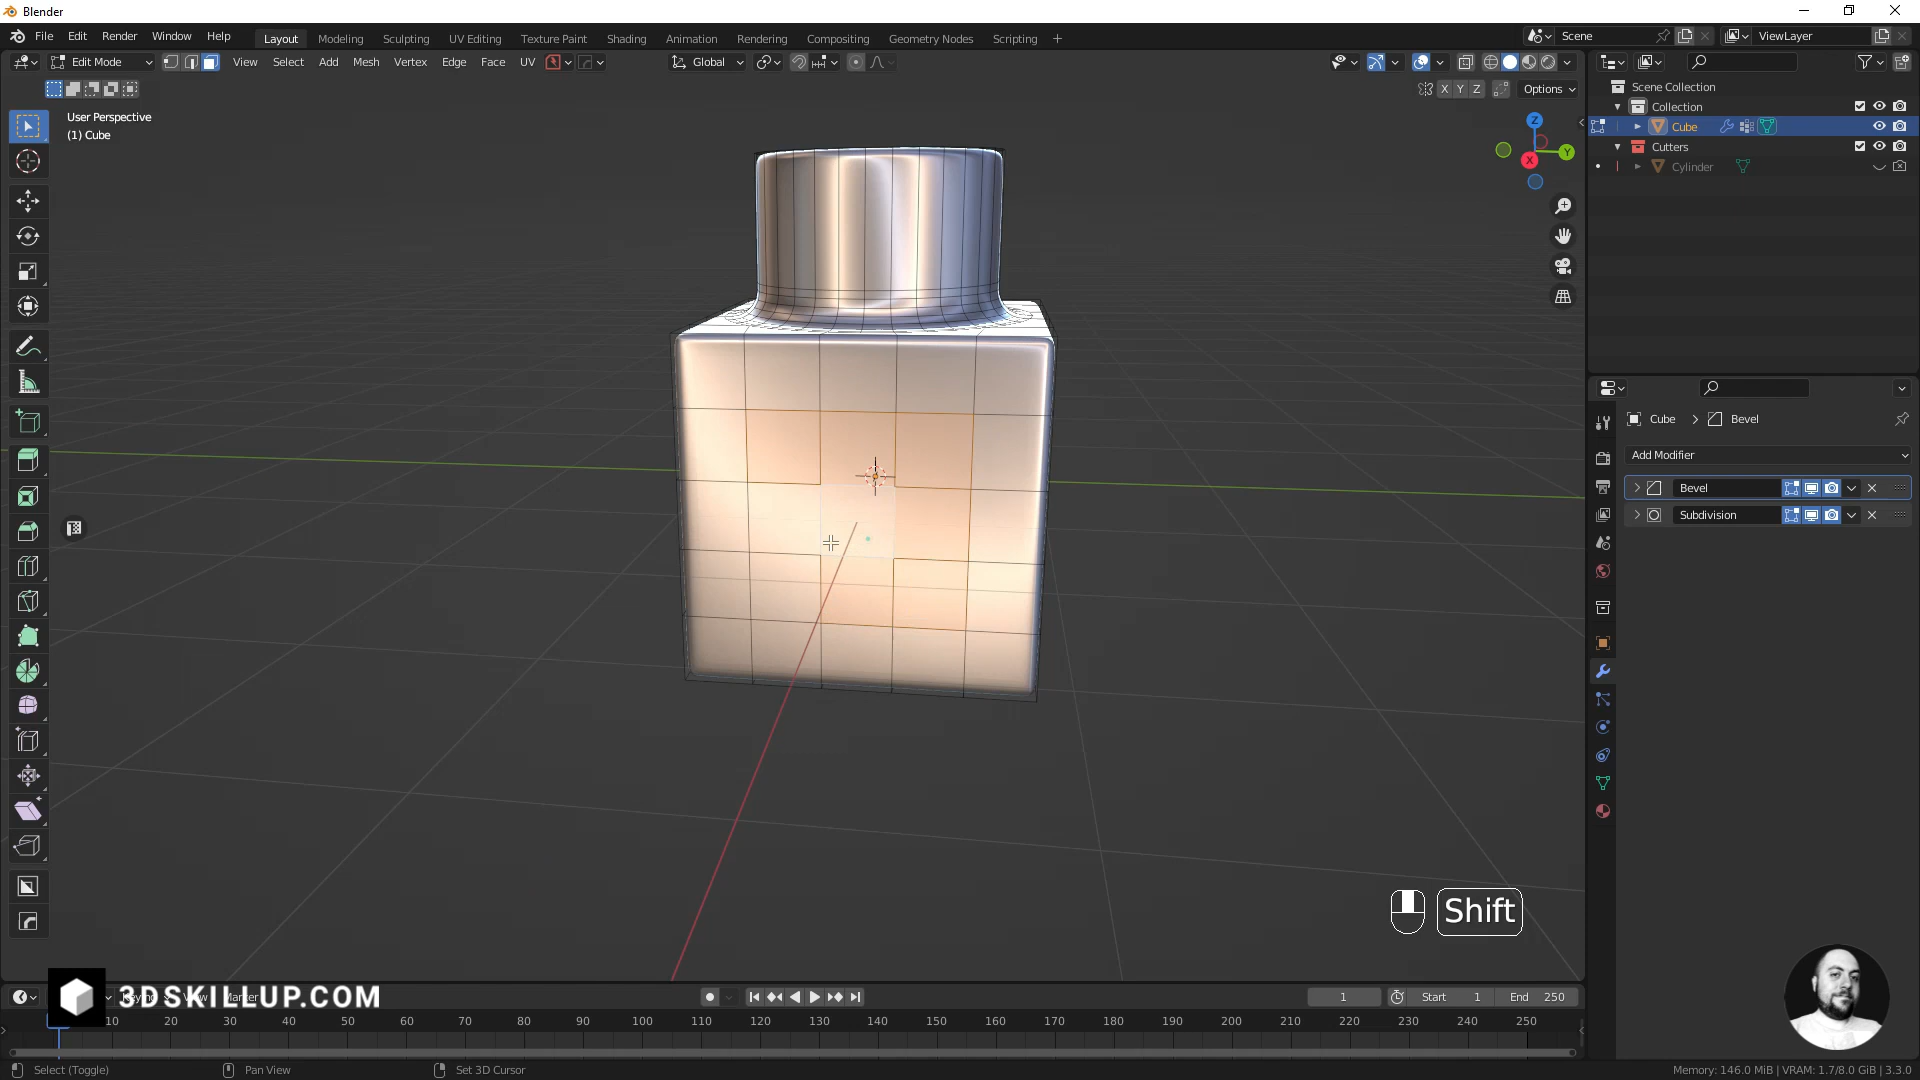 Blender
File Edit Render Window Help Layout Modeling Sculpting UV Editing Texture Paint Shading Animation Rendering Compositing Geometry Nodes Scripting + Scene ViewLayer
Edit Mode View Select Add Mesh Vertex Edge Face UV Global
X Y Z Options
User Perspective
(1) Cube
Z
Y
X
Scene Collection
Collection
Cube
Cutters
Cylinder
Cube > Bevel
Add Modifier
Bevel
Subdivision
Shift
3DSKILLUP.COM
View Marker
1 Start 1 End 250
10 20 30 40 50 60 70 80 90 100 110 120 130 140 150 160 170 180 190 200 210 220 230 240 250
Select (Toggle) Pan View Set 3D Cursor Memory: 146.0 MiB | VRAM: 1.7/8.0 GiB | 3.3.0